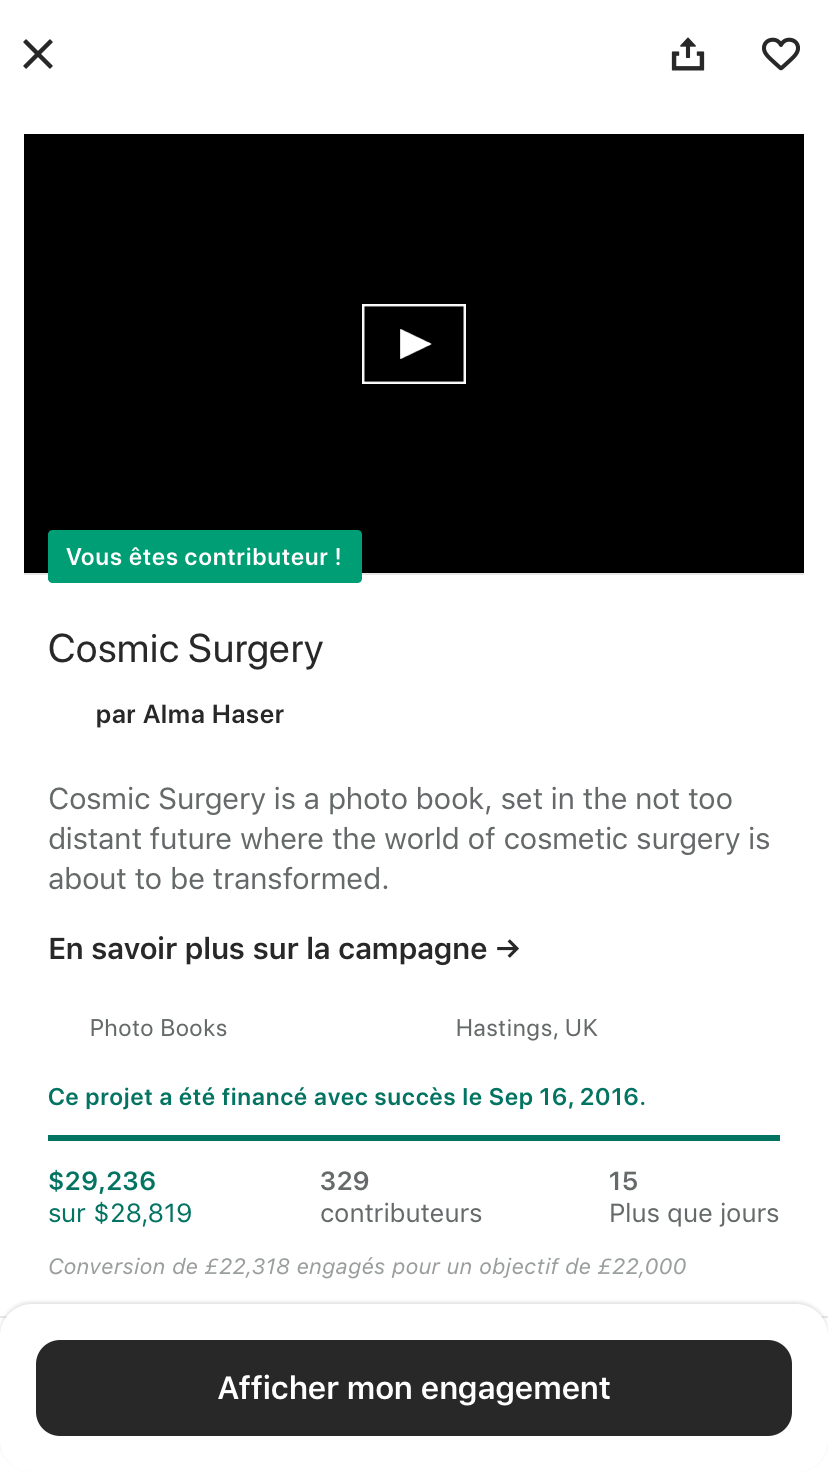 Vous êtes contributeur !
Cosmic Surgery
par Alma Haser
Cosmic Surgery is a photo book, set in the not too
distant future where the world of cosmetic surgery is
about to be transformed.
En savoir plus sur la campagne →
Photo Books
Hastings, UK
Ce projet a été financé avec succès le Sep 16, 2016.
$29,236
sur $28,819
329
contributeurs
15
Plus que jours
Conversion de £22,318 engagés pour un objectif de £22,000
Afficher mon engagement